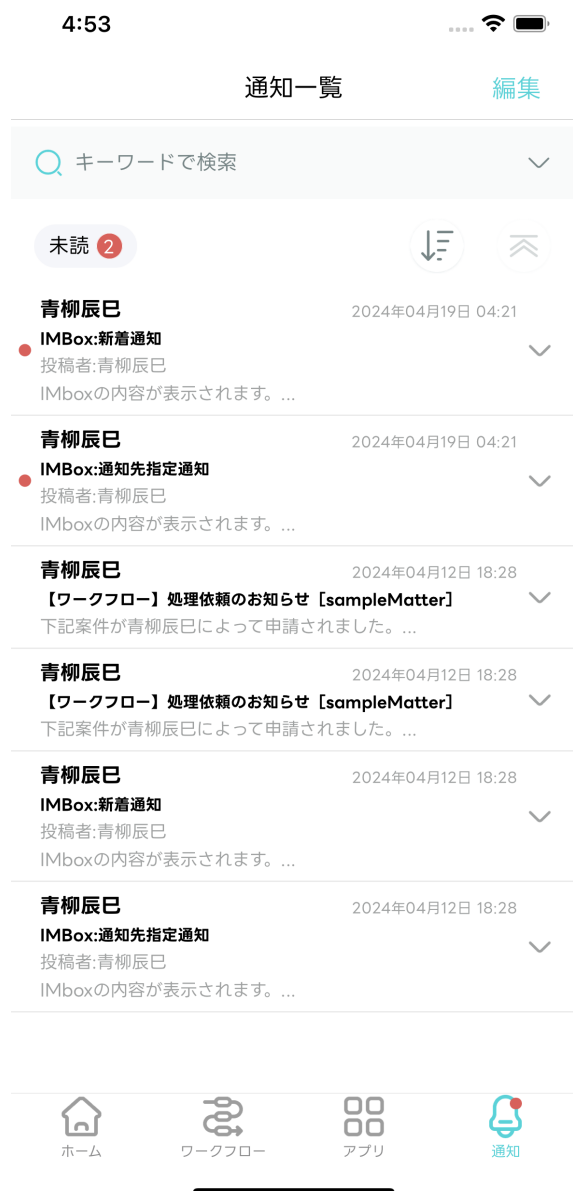 4:53
通知一覧 編集
キーワードで検索
未読 2
青柳辰巳 2024年04月19日 04:21
IMBox:新着通知
投稿者:青柳辰巳
IMboxの内容が表示されます。...
青柳辰巳 2024年04月19日 04:21
IMBox:通知先指定通知
投稿者:青柳辰巳
IMboxの内容が表示されます。...
青柳辰巳 2024年04月12日 18:28
【ワークフロー】処理依頼のお知らせ［sampleMatter］
下記案件が青柳辰巳によって申請されました。...
青柳辰巳 2024年04月12日 18:28
【ワークフロー】処理依頼のお知らせ［sampleMatter］
下記案件が青柳辰巳によって申請されました。...
青柳辰巳 2024年04月12日 18:28
IMBox:新着通知
投稿者:青柳辰巳
IMboxの内容が表示されます。...
青柳辰巳 2024年04月12日 18:28
IMBox:通知先指定通知
投稿者:青柳辰巳
IMboxの内容が表示されます。...
ホーム ワークフロー アプリ 通知